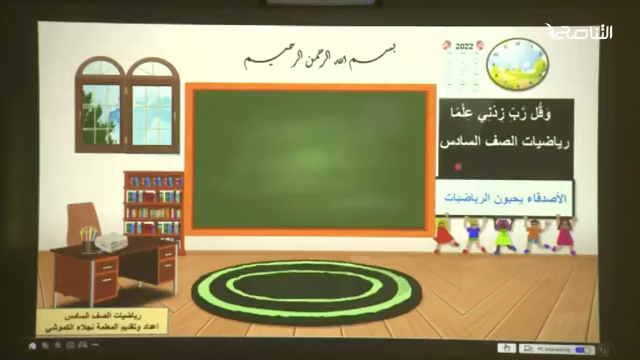 الثامنة
بسم الله الرحمن الرحيم
2022
وَقُل رَّبِّ زِدْنِي عِلْمًا
رياضيات الصف السادس
الأصدقاء يحبون الرياضيات
رياضيات الصف السادس
اعداد وتقديم المعلمة نجلاء الكموشي